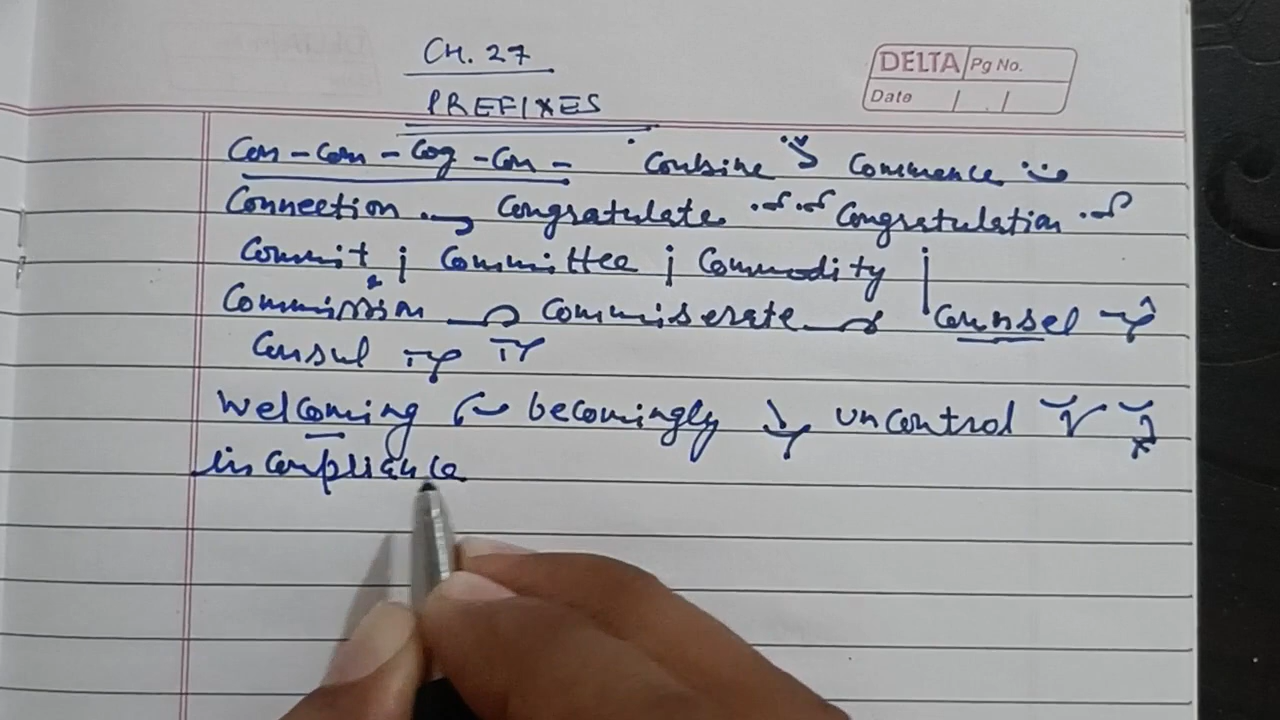 CH. 27
DELTA Pg No.
PREFIXES
Date / /
Con - Com - Cog - Cm - Combine Commence
Connection Congratulate Congratulation
Commit Committee Commodity
Commission Commiserate Counsel
Consul
Welcoming becomingly uncontrol
incompliance